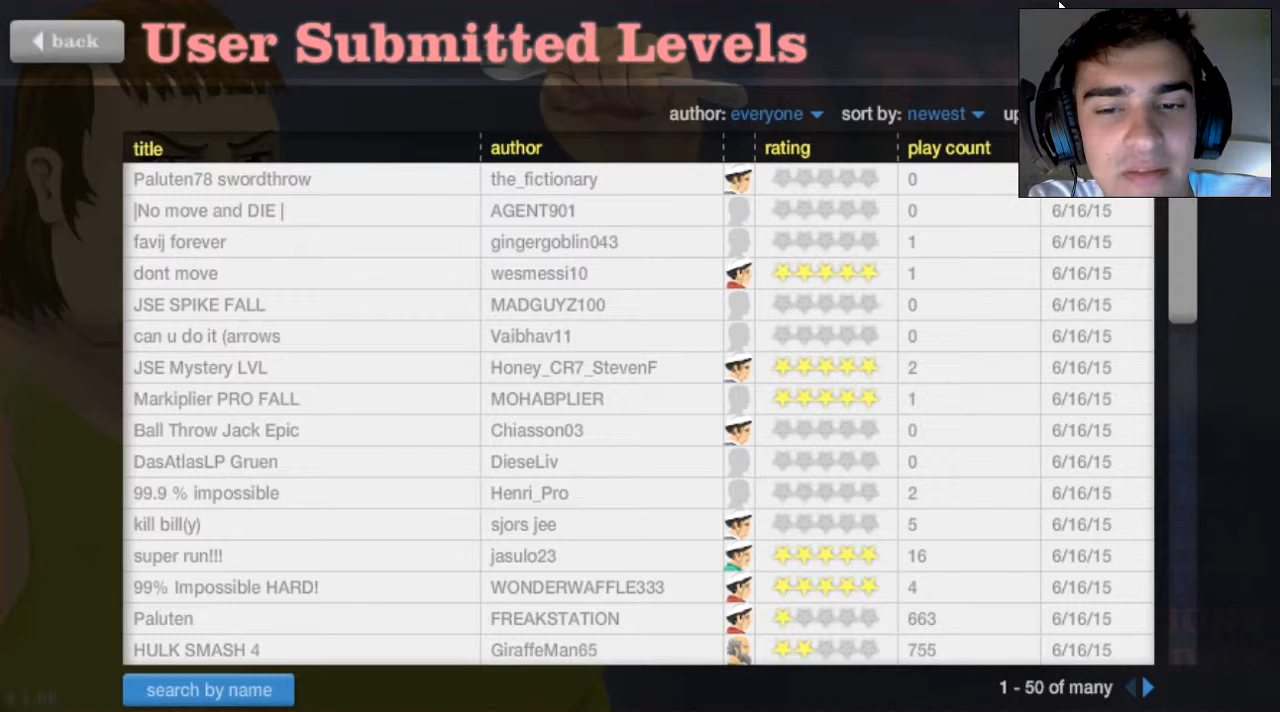 back
User Submitted Levels
author: everyone sort by: newest up
title author rating play count
Paluten78 swordthrow the_fictionary 0
|No move and DIE | AGENT901 0 6/16/15
favij forever gingergoblin043 1 6/16/15
dont move wesmessi10 1 6/16/15
JSE SPIKE FALL MADGUYZ100 0 6/16/15
can u do it (arrows Vaibhav11 0 6/16/15
JSE Mystery LVL Honey_CR7_StevenF 2 6/16/15
Markiplier PRO FALL MOHABPLIER 1 6/16/15
Ball Throw Jack Epic Chiasson03 0 6/16/15
DasAtlasLP Gruen DieseLiv 0 6/16/15
99.9 % impossible Henri_Pro 2 6/16/15
kill bill(y) sjors jee 5 6/16/15
super run!!! jasulo23 16 6/16/15
99% Impossible HARD! WONDERWAFFLE333 4 6/16/15
Paluten FREAKSTATION 663 6/16/15
HULK SMASH 4 GiraffeMan65 755 6/16/15
search by name 1 - 50 of many